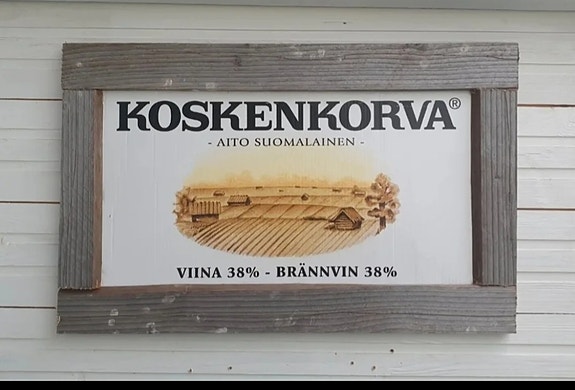 KOSKENKORVA®
- AITO SUOMALAINEN -
VIINA 38% - BRÄNNVIN 38%